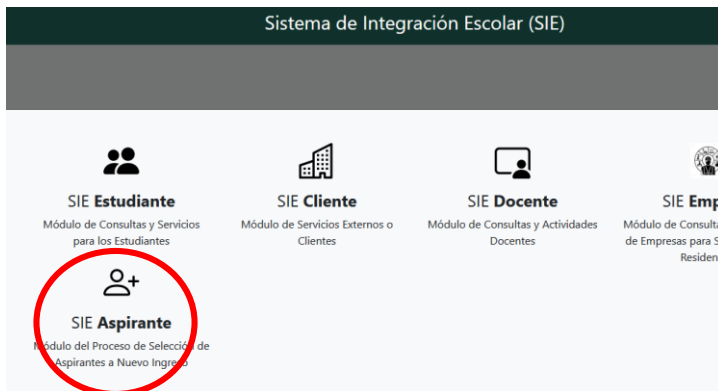 Sistema de Integración Escolar (SIE)
SIE Estudiante
Módulo de Consultas y Servicios
para los Estudiantes
SIE Cliente
Módulo de Servicios Externos o
Clientes
SIE Docente
Módulo de Consultas y Actividades
Docentes
SIE Emp
Módulo de Consult
de Empresas para S
Residen
SIE Aspirante
Módulo del Proceso de Selección de
Aspirantes a Nuevo Ingreso